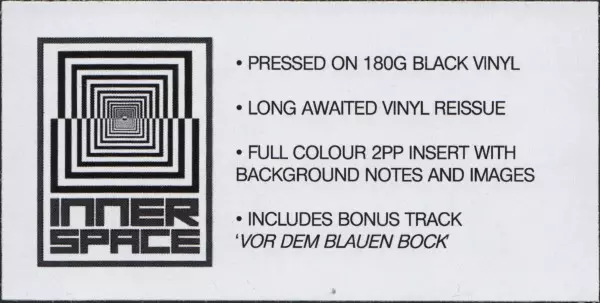 INNER
SPACE
• PRESSED ON 180G BLACK VINYL
• LONG AWAITED VINYL REISSUE
• FULL COLOUR 2PP INSERT WITH
BACKGROUND NOTES AND IMAGES
• INCLUDES BONUS TRACK
'VOR DEM BLAUEN BOCK'